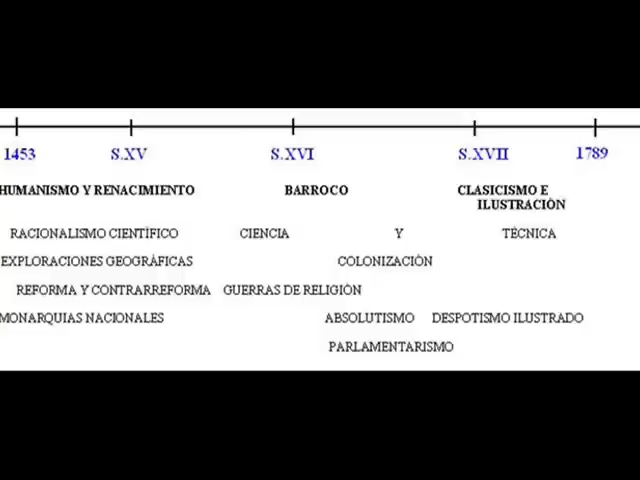 1453 S.XV S.XVI S.XVII 1789
HUMANISMO Y RENACIMIENTO BARROCO CLASICISMO E
ILUSTRACIÓN
RACIONALISMO CIENTÍFICO CIENCIA Y TÉCNICA
EXPLORACIONES GEOGRÁFICAS COLONIZACIÓN
REFORMA Y CONTRARREFORMA GUERRAS DE RELIGIÓN
MONARQUIAS NACIONALES ABSOLUTISMO DESPOTISMO ILUSTRADO
PARLAMENTARISMO